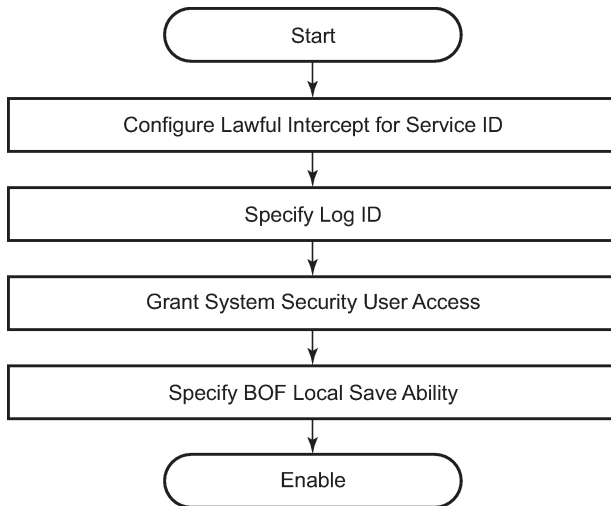 Start
Configure Lawful Intercept for Service ID
Specify Log ID
Grant System Security User Access
Specify BOF Local Save Ability
Enable